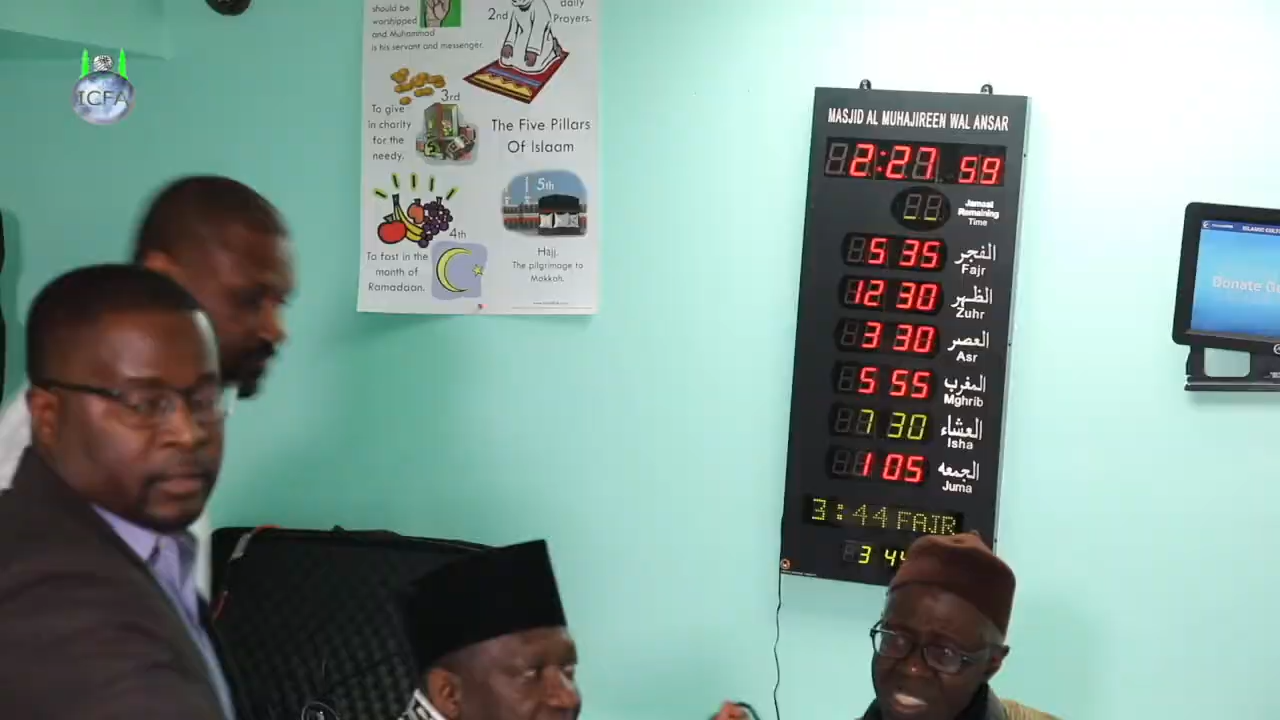 ICFA
should be
worshipped
and Muhammad
is his servant and messenger.
2nd
daily
Prayers.
3rd
To give
in charity
for the
needy.
The Five Pillars
Of Islaam
4th
To fast in the
month of
Ramadaan.
5th
Hajj.
The pilgrimage to
Makkah.
MASJID AL MUHAJIREEN WAL ANSAR
2:27 59
Jamaat
Remaining
Time
5 35 الفجر
Fajr
12 30 الظهر
Zuhr
3 30 العصر
Asr
5 55 المغرب
Mghrib
7 30 العشاء
Isha
1 05 الجمعه
Juma
3:44 FAJR
3 44
Donate